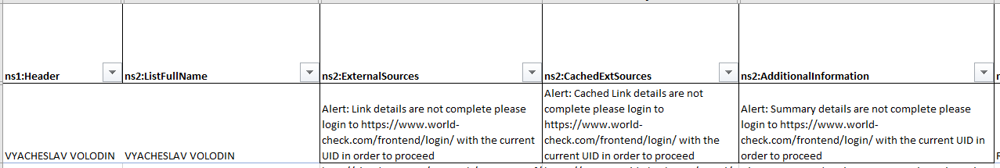 ns1:Header ns2:ListFullName ns2:ExternalSources ns2:CachedExtSources ns2:AdditionalInformation
VYACHESLAV VOLODIN
VYACHESLAV VOLODIN
Alert: Link details are not complete please
login to https://www.world-
check.com/frontend/login/ with the current
UID in order to proceed
Alert: Cached Link details are not
complete please login to
https://www.world-
check.com/frontend/login/ with the
current UID in order to proceed
Alert: Summary details are not complete please
login to https://www.world-
check.com/frontend/login/ with the current UID in
order to proceed